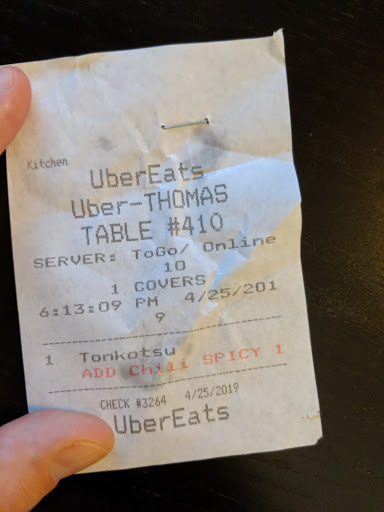 Kitchen
UberEats
Uber-THOMAS
TABLE #410
SERVER: ToGo/ Online
10
1 COVERS
6:13:09 PM 4/25/201
9
1 Tonkotsu
ADD Chili SPICY 1
CHECK #3264 4/25/2019
UberEats